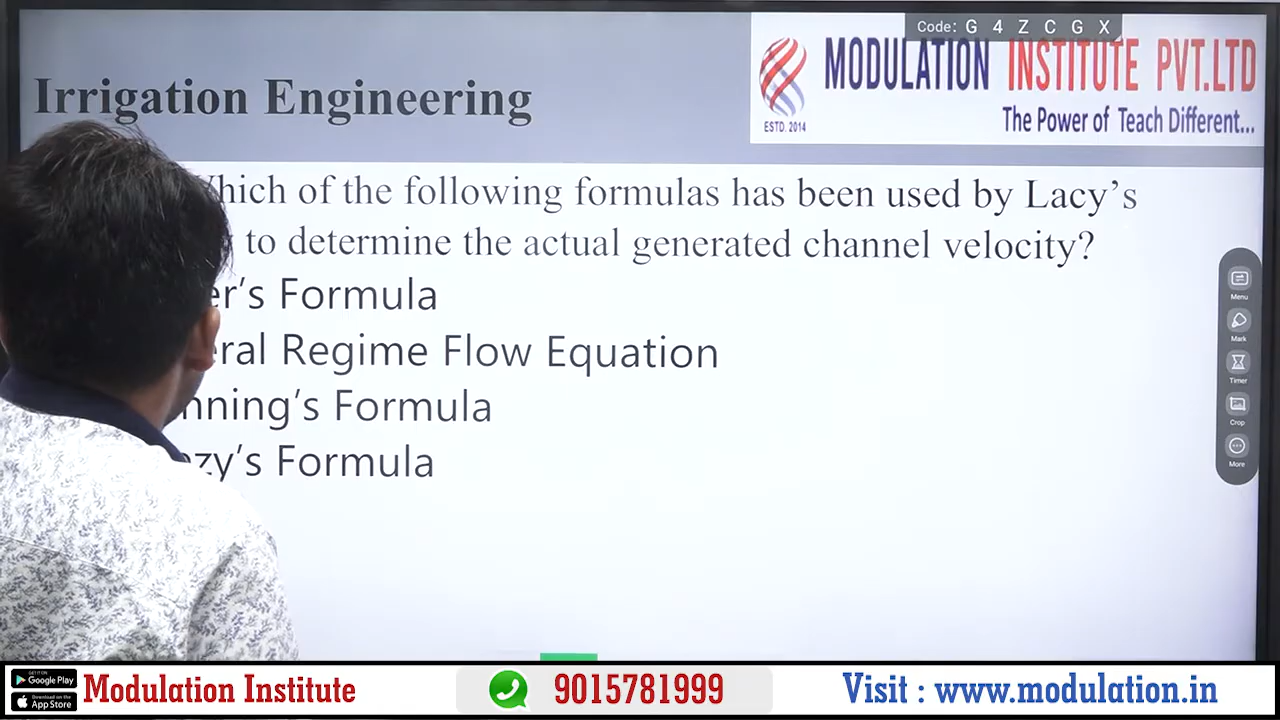 Code: G 4 Z C G X
MODULATION INSTITUTE PVT.LTD
ESTD. 2014
The Power of Teach Different...
Irrigation Engineering
hich of the following formulas has been used by Lacy's
to determine the actual generated channel velocity?
er's Formula
eral Regime Flow Equation
nning's Formula
zy's Formula
Menu
Mark
Timer
Crop
More
GET IT ON
Google Play
Download on the
App Store
Modulation Institute
9015781999
Visit : www.modulation.in